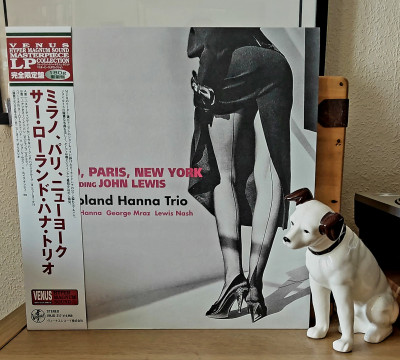 VENUS
HYPER MAGNUM SOUND
MASTERPIECE
LP COLLECTION
完全限定盤
ミラノ、パリ、ニューヨーク
サー・ローランド・ハナ・トリオ
VENUS
STEREO
, PARIS, NEW YORK
DING JOHN LEWIS
oland Hanna Trio
Hanna George Mraz Lewis Nash